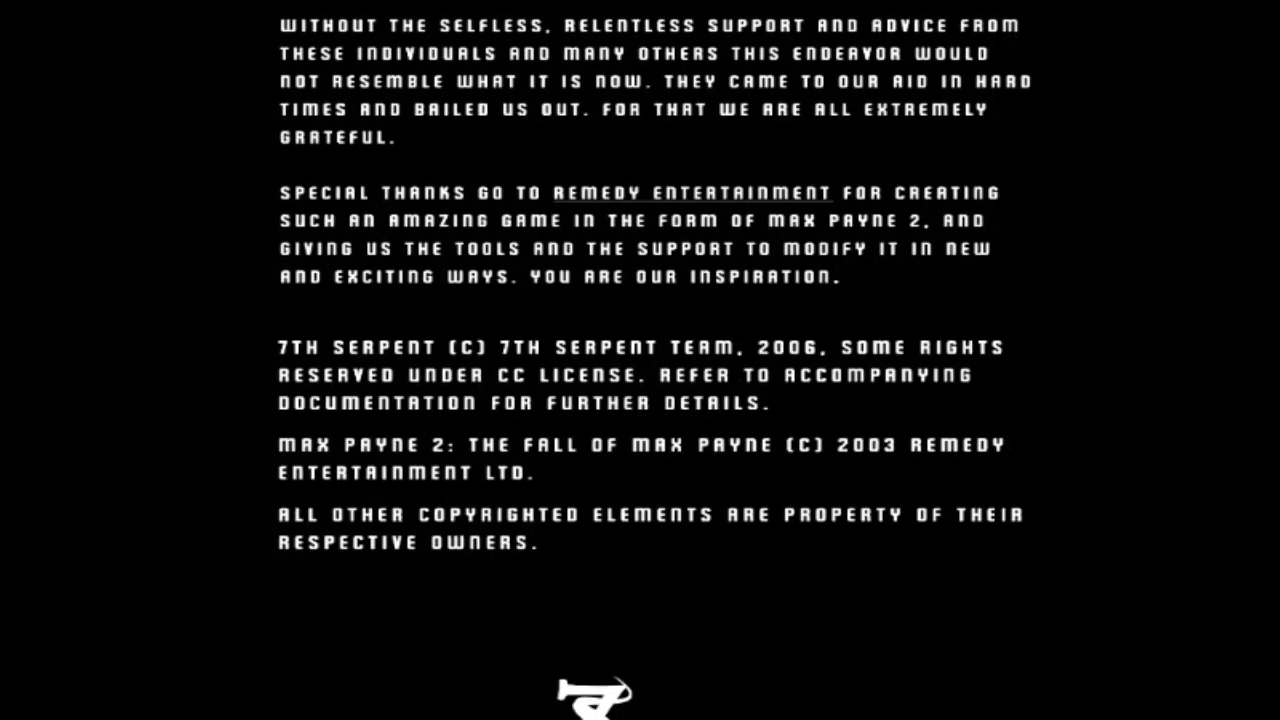 WITHOUT THE SELFLESS, RELENTLESS SUPPORT AND ADVICE FROM
THESE INDIVIDUALS AND MANY OTHERS THIS ENDEAVOR WOULD
NOT RESEMBLE WHAT IT IS NOW. THEY CAME TO OUR AID IN HARD
TIMES AND BAILED US OUT. FOR THAT WE ARE ALL EXTREMELY
GRATEFUL.
SPECIAL THANKS GO TO REMEDY ENTERTAINMENT FOR CREATING
SUCH AN AMAZING GAME IN THE FORM OF MAX PAYNE 2, AND
GIVING US THE TOOLS AND THE SUPPORT TO MODIFY IT IN NEW
AND EXCITING WAYS. YOU ARE OUR INSPIRATION.
7TH SERPENT (C) 7TH SERPENT TEAM, 2006, SOME RIGHTS
RESERVED UNDER CC LICENSE. REFER TO ACCOMPANYING
DOCUMENTATION FOR FURTHER DETAILS.
MAX PAYNE 2: THE FALL OF MAX PAYNE (C) 2003 REMEDY
ENTERTAINMENT LTD.
ALL OTHER COPYRIGHTED ELEMENTS ARE PROPERTY OF THEIR
RESPECTIVE OWNERS.